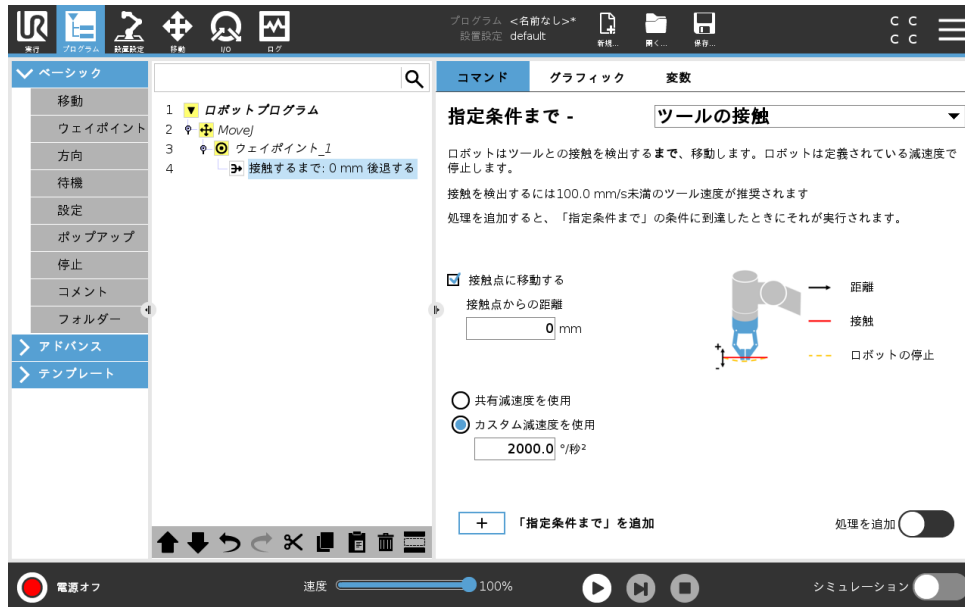 UR
実行
プログラム
設置設定
移動
I/O
ログ
プログラム <名前なし>*
設置設定 default
新規...
開く...
保存...
C C
C C
ベーシック
移動
ウェイポイント
方向
待機
設定
ポップアップ
停止
コメント
フォルダー
アドバンス
テンプレート
1 ロボットプログラム
2 MoveJ
3 ウェイポイント_1
4 接触するまで: 0 mm 後退する
コマンド グラフィック 変数
指定条件まで - ツールの接触
ロボットはツールとの接触を検出するまで、移動します。ロボットは定義されている減速度で
停止します。
接触を検出するには100.0 mm/s未満のツール速度が推奨されます
処理を追加すると、「指定条件まで」の条件に到達したときにそれが実行されます。
接触点に移動する
接触点からの距離
0 mm
距離
接触
ロボットの停止
+
-
共有減速度を使用
カスタム減速度を使用
2000.0 °/秒²
+ 「指定条件まで」を追加
処理を追加
電源オフ
速度 100%
シミュレーション